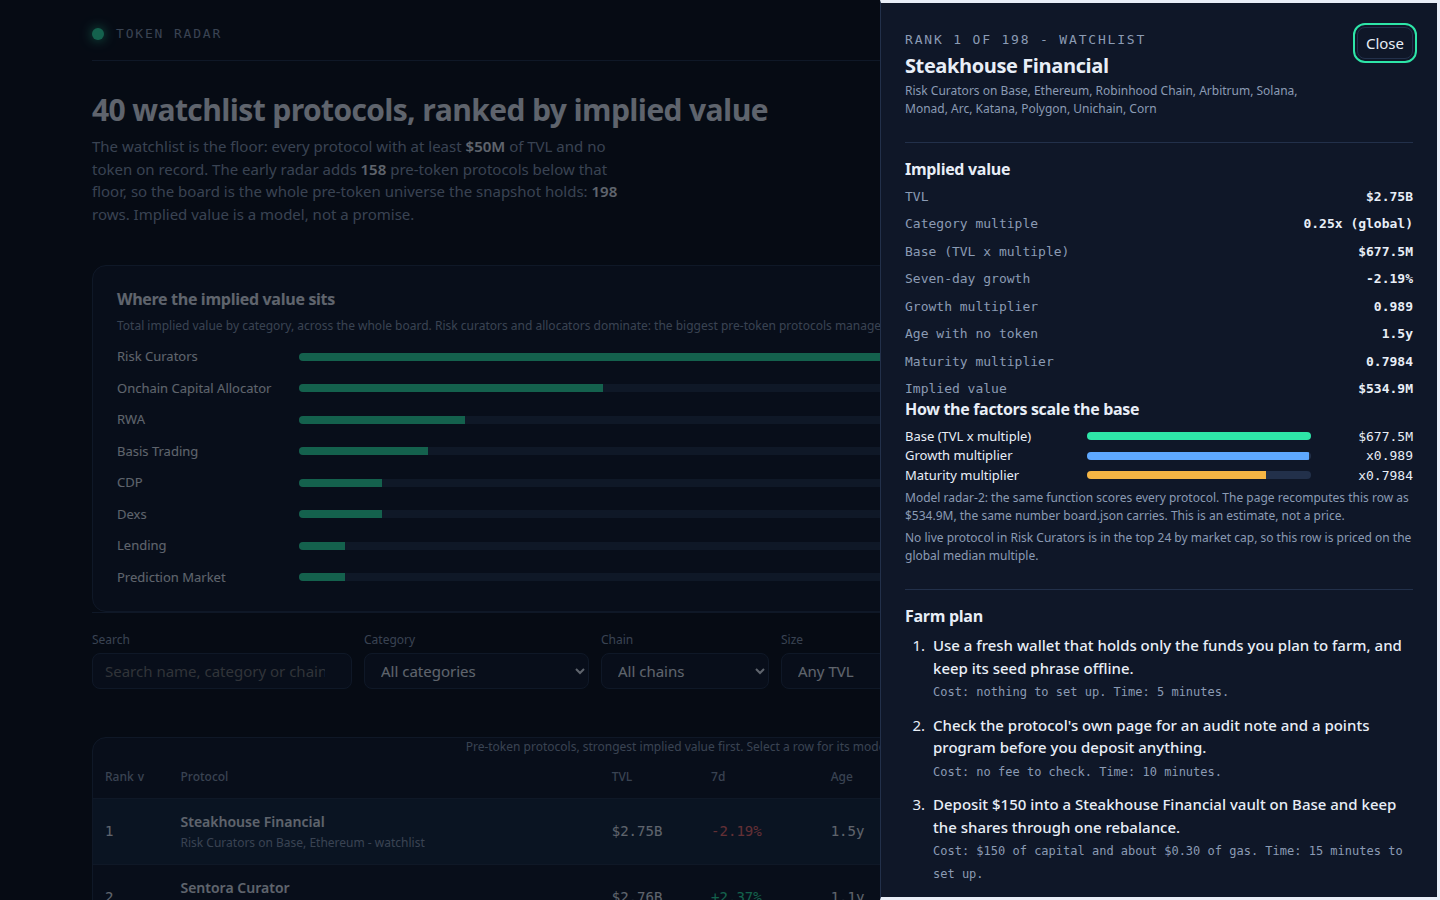 TOKEN RADAR
40 watchlist protocols, ranked by implied value
The watchlist is the floor: every protocol with at least $50M of TVL and no
token on record. The early radar adds 158 pre-token protocols below that
floor, so the board is the whole pre-token universe the snapshot holds: 198
rows. Implied value is a model, not a promise.
Where the implied value sits
Total implied value by category, across the whole board. Risk curators and allocators dominate: the biggest pre-token protocols manage
Risk Curators
Onchain Capital Allocator
RWA
Basis Trading
CDP
Dexs
Lending
Prediction Market
Search
Category
Chain
Size
Search name, category or chain
All categories
All chains
Any TVL
Pre-token protocols, strongest implied value first. Select a row for its mod
Rank v
Protocol
TVL
7d
Age
1
Steakhouse Financial
Risk Curators on Base, Ethereum - watchlist
$2.75B
-2.19%
1.5y
2
Sentora Curator
$2.76B
+2.37%
1.1y
RANK 1 OF 198 - WATCHLIST
Close
Steakhouse Financial
Risk Curators on Base, Ethereum, Robinhood Chain, Arbitrum, Solana,
Monad, Arc, Katana, Polygon, Unichain, Corn
Implied value
TVL $2.75B
Category multiple 0.25x (global)
Base (TVL x multiple) $677.5M
Seven-day growth -2.19%
Growth multiplier 0.989
Age with no token 1.5y
Maturity multiplier 0.7984
Implied value $534.9M
How the factors scale the base
Base (TVL x multiple) $677.5M
Growth multiplier x0.989
Maturity multiplier x0.7984
Model radar-2: the same function scores every protocol. The page recomputes this row as
$534.9M, the same number board.json carries. This is an estimate, not a price.
No live protocol in Risk Curators is in the top 24 by market cap, so this row is priced on the
global median multiple.
Farm plan
1. Use a fresh wallet that holds only the funds you plan to farm, and
keep its seed phrase offline.
Cost: nothing to set up. Time: 5 minutes.
2. Check the protocol's own page for an audit note and a points
program before you deposit anything.
Cost: no fee to check. Time: 10 minutes.
3. Deposit $150 into a Steakhouse Financial vault on Base and keep
the shares through one rebalance.
Cost: $150 of capital and about $0.30 of gas. Time: 15 minutes to
set up.